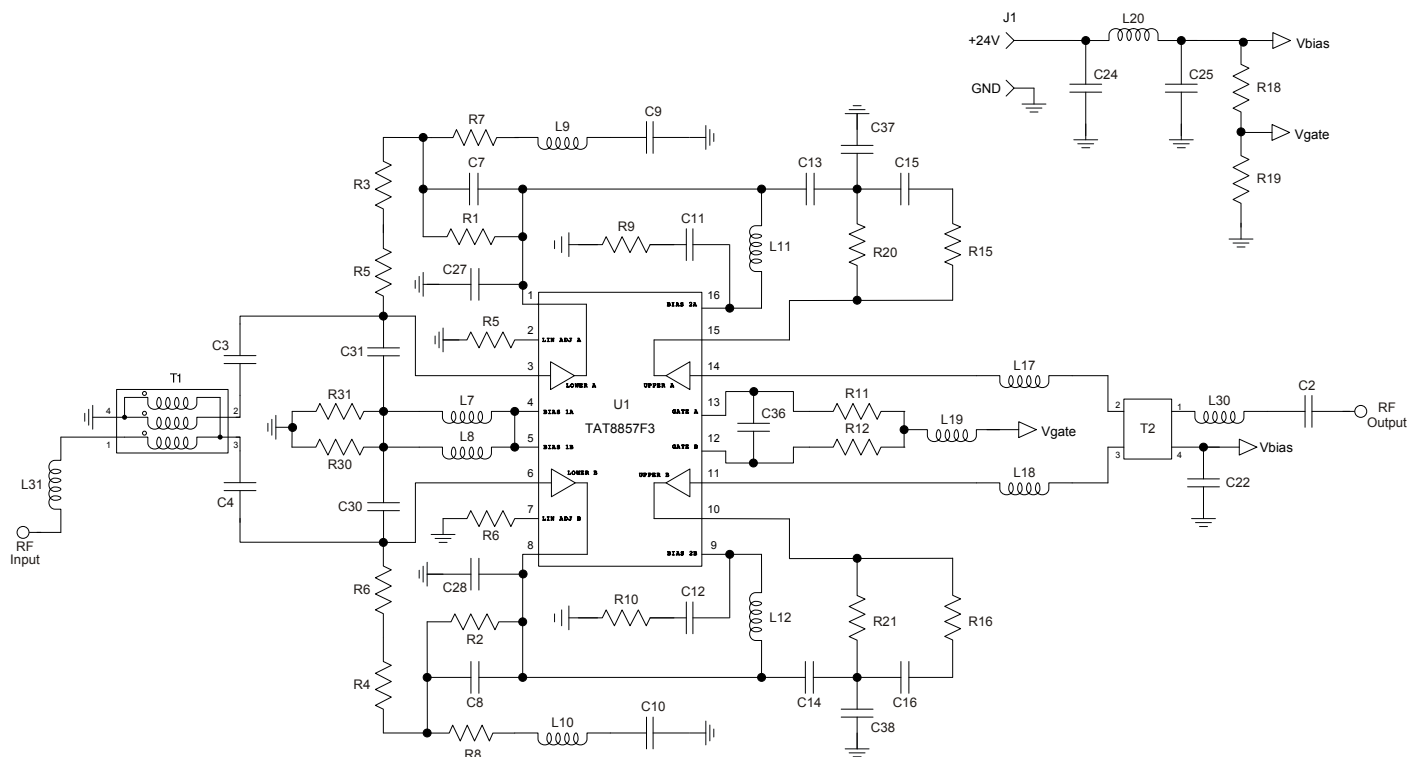 J1
L20
+24V
Vbias
C24
C25
R18
GND
Vgate
R19
C9
R7
L9
C37
C7
C13
C15
R3
R1
R9
C11
L11
R20
R15
C27
R5
1
16
BIAS 2A
R5
2
LIN ADJ A
15
C3
C31
3
LOWER A
UPPER A
14
L17
T1
4
2
1
3
R31
L7
4
BIAS 1A
U1
TAT8857F3
13
GATE A
C36
R11
R12
L19
Vgate
R30
L8
5
BIAS 1B
12
GATE B
2
1
L30
C2
RF
Output
T2
3
4
Vbias
C22
L31
C4
C30
6
LOWER B
UPPER B
11
L18
RF
Input
R6
7
LIN ADJ B
10
8
BIAS 2B
9
C28
R6
R2
R10
C12
L12
R21
R16
R4
C8
C14
C16
C10
L10
R8
C38